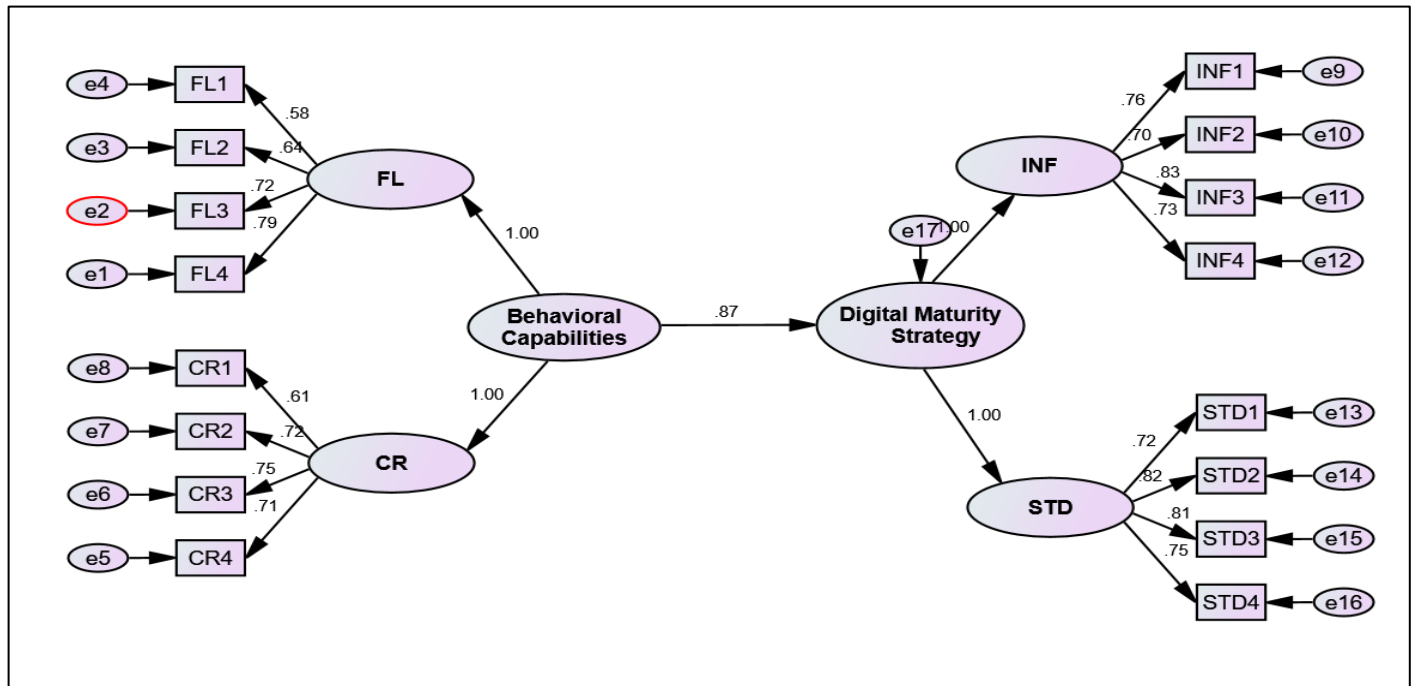 e4
FL1
.58
e3
FL2
.64
e2
FL3
.72
e1
FL4
.79
FL
1.00
e8
CR1
.61
e7
CR2
.72
e6
CR3
.75
e5
CR4
.71
CR
1.00
Behavioral
Capabilities
.87
e17
Digital Maturity
Strategy
1.00
INF
.76
INF1
e9
.70
INF2
e10
.83
INF3
e11
.73
INF4
e12
1.00
STD
.72
STD1
e13
.82
STD2
e14
.81
STD3
e15
.75
STD4
e16